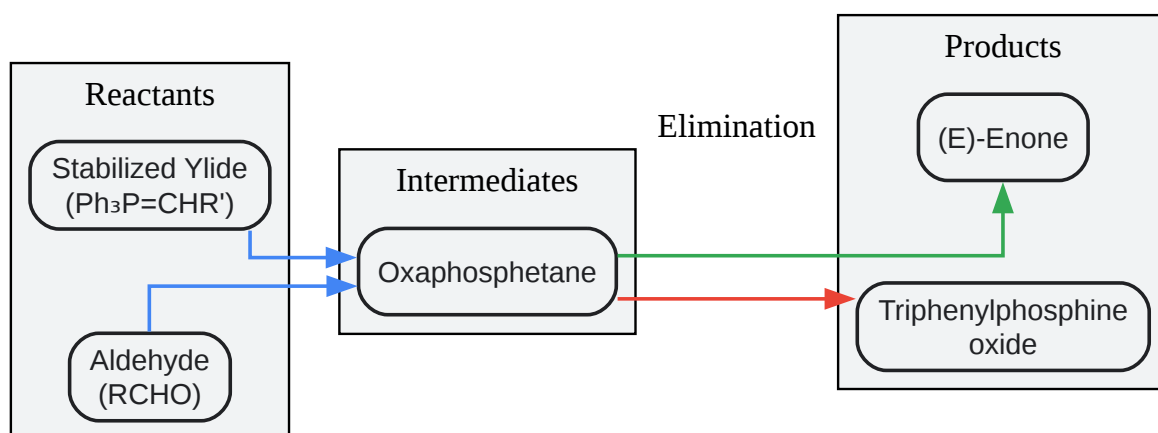 Reactants
Stabilized Ylide
(Ph₃P=CHR')
Aldehyde
(RCHO)
Intermediates
Oxaphosphetane
Elimination
Products
(E)-Enone
Triphenylphosphine
oxide